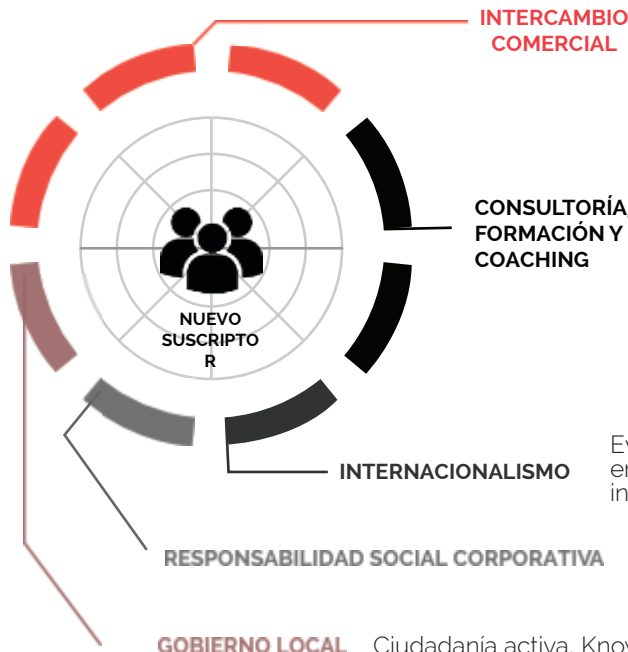 INTERCAMBIO
COMERCIAL
CONSULTORÍA,
FORMACIÓN Y
COACHING
NUEVO
SUSCRIPTO
R
INTERNACIONALISMO
RESPONSABILIDAD SOCIAL CORPORATIVA
GOBIERNO LOCAL Ciudadanía activa.